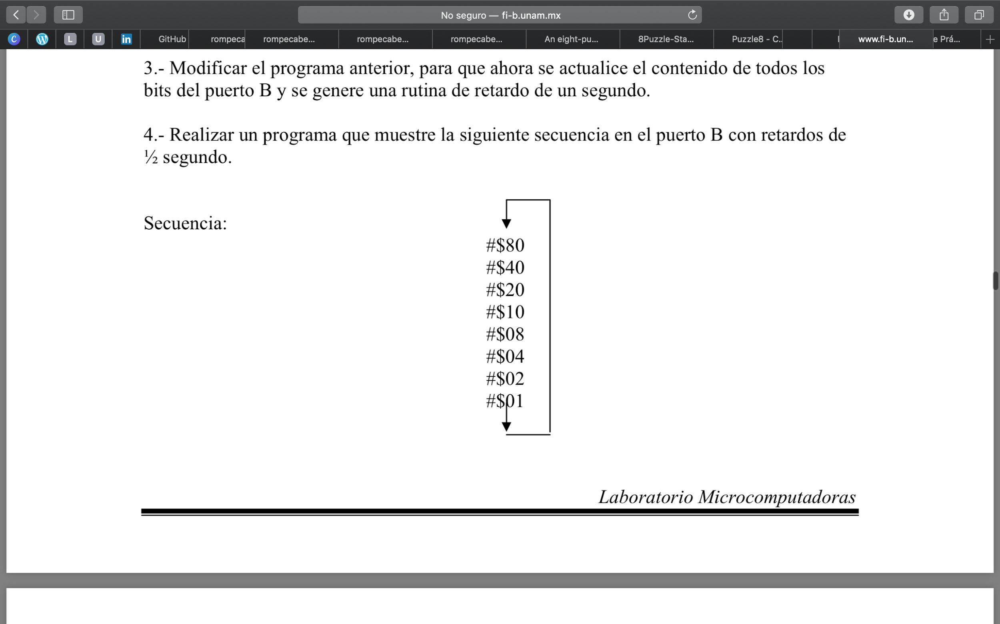 No seguro — fi-b.unam.mx
C W L U in GitHub rompeca rompecabe... rompecabe... rompecabe... An eight-pu... 8Puzzle-Sta... Puzzle8 - C.. www.fi-b.un... e Prá...
3.- Modificar el programa anterior, para que ahora se actualice el contenido de todos los
bits del puerto B y se genere una rutina de retardo de un segundo.
4.- Realizar un programa que muestre la siguiente secuencia en el puerto B con retardos de
½ segundo.
Secuencia:
#$80
#$40
#$20
#$10
#$08
#$04
#$02
#$01
Laboratorio Microcomputadoras